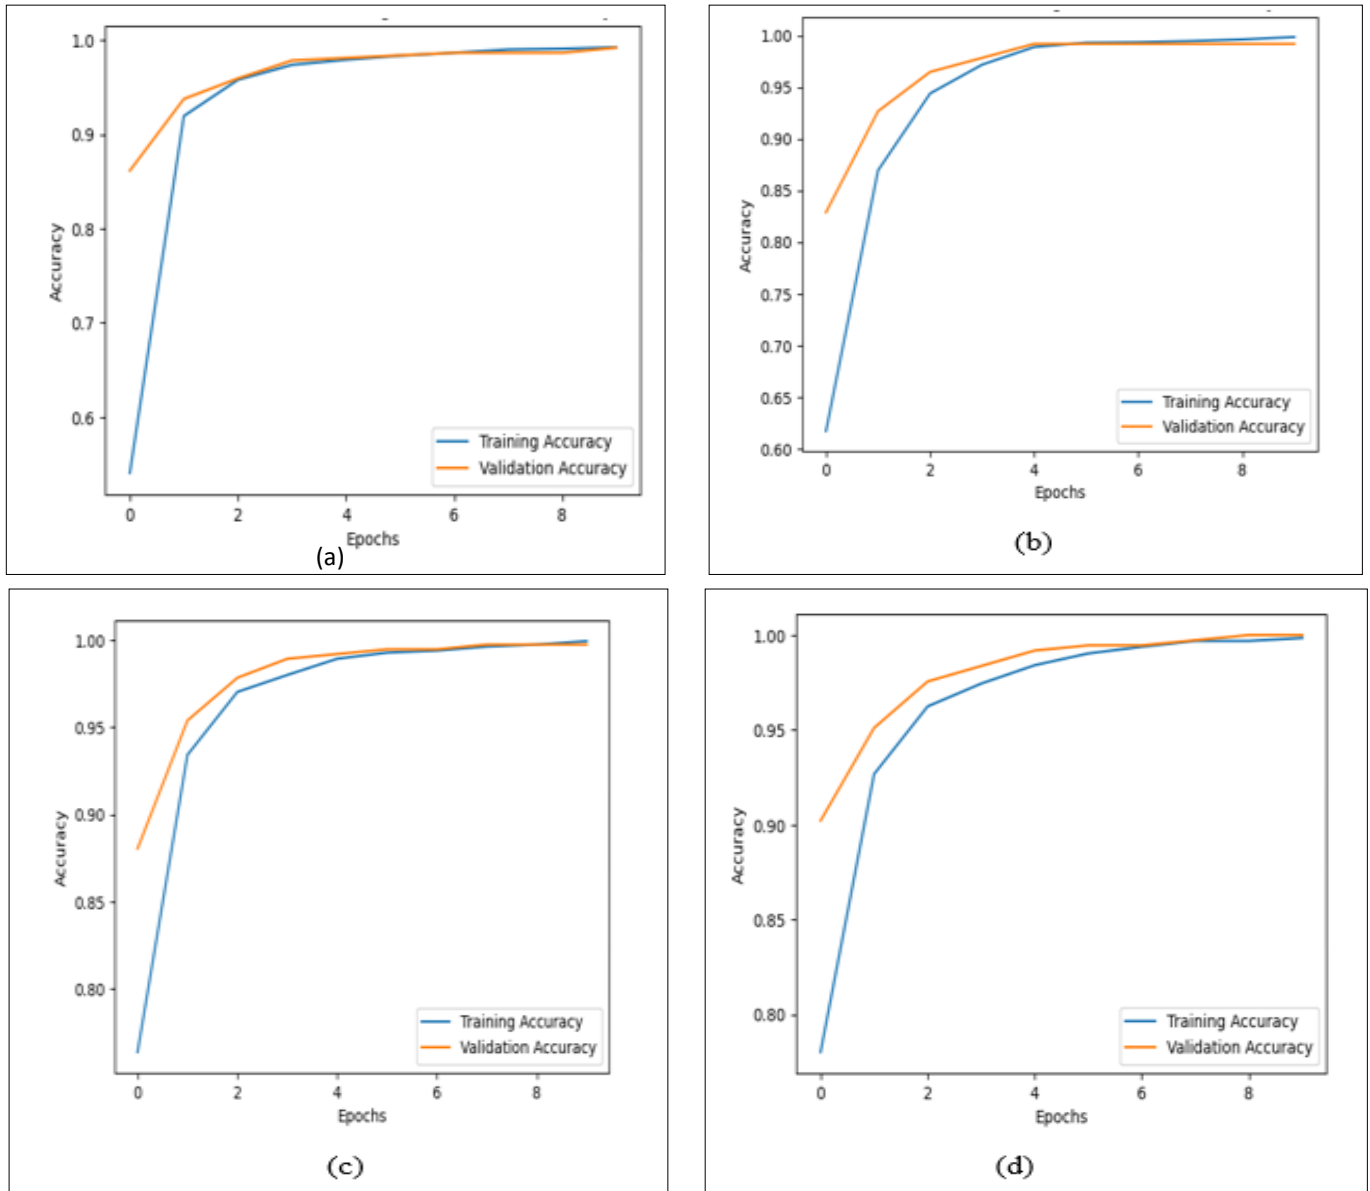 1.0
0.9
0.8
0.7
0.6
Accuracy
Training Accuracy
Validation Accuracy
0 2 4 6 8
Epochs
(a)
1.00
0.95
0.90
0.85
0.80
0.75
0.70
0.65
0.60
Accuracy
Training Accuracy
Validation Accuracy
0 2 4 6 8
Epochs
(b)
1.00
0.95
0.90
0.85
0.80
Accuracy
Training Accuracy
Validation Accuracy
0 2 4 6 8
Epochs
(c)
1.00
0.95
0.90
0.85
0.80
Accuracy
Training Accuracy
Validation Accuracy
0 2 4 6 8
Epochs
(d)